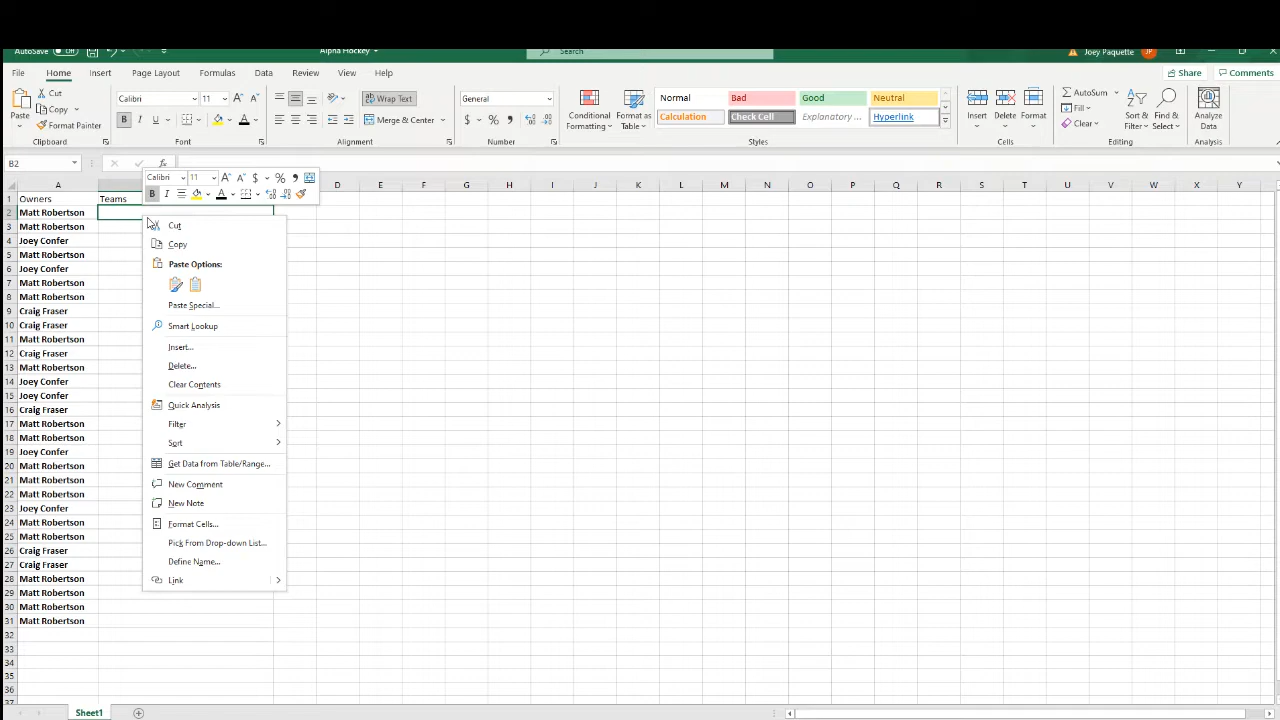 AutoSave Off Alpha Hockey Search Joey Paquette JP
File Home Insert Page Layout Formulas Data Review View Help Share Comments
Paste
Cut
Copy
Format Painter
Clipboard
Calibri 11
B I U
Font
Wrap Text
Merge & Center
Alignment
General
$ % ,
Number
Conditional Formatting
Format as Table
Normal Bad Good Neutral
Calculation Check Cell Explanatory ... Hyperlink
Styles
Insert Delete Format
Cells
AutoSum
Fill
Clear
Sort & Filter
Find & Select
Editing
Analyze Data
Analysis
B2 fx
Calibri 11 A A $ % ,
B I A
A D E F G H I J K L M N O P Q R S T U V W X
1 Owners Teams
2 Matt Robertson
3 Matt Robertson
4 Joey Confer
5 Matt Robertson
6 Joey Confer
7 Matt Robertson
8 Matt Robertson
9 Craig Fraser
10 Craig Fraser
11 Matt Robertson
12 Craig Fraser
13 Matt Robertson
14 Joey Confer
15 Joey Confer
16 Craig Fraser
17 Matt Robertson
18 Matt Robertson
19 Joey Confer
20 Matt Robertson
21 Matt Robertson
22 Matt Robertson
23 Joey Confer
24 Matt Robertson
25 Matt Robertson
26 Craig Fraser
27 Craig Fraser
28 Matt Robertson
29 Matt Robertson
30 Matt Robertson
31 Matt Robertson
32
33
34
35
36
37
Cut
Copy
Paste Options:
Paste Special...
Smart Lookup
Insert...
Delete...
Clear Contents
Quick Analysis
Filter
Sort
Get Data from Table/Range...
New Comment
New Note
Format Cells...
Pick From Drop-down List...
Define Name...
Link
Sheet1